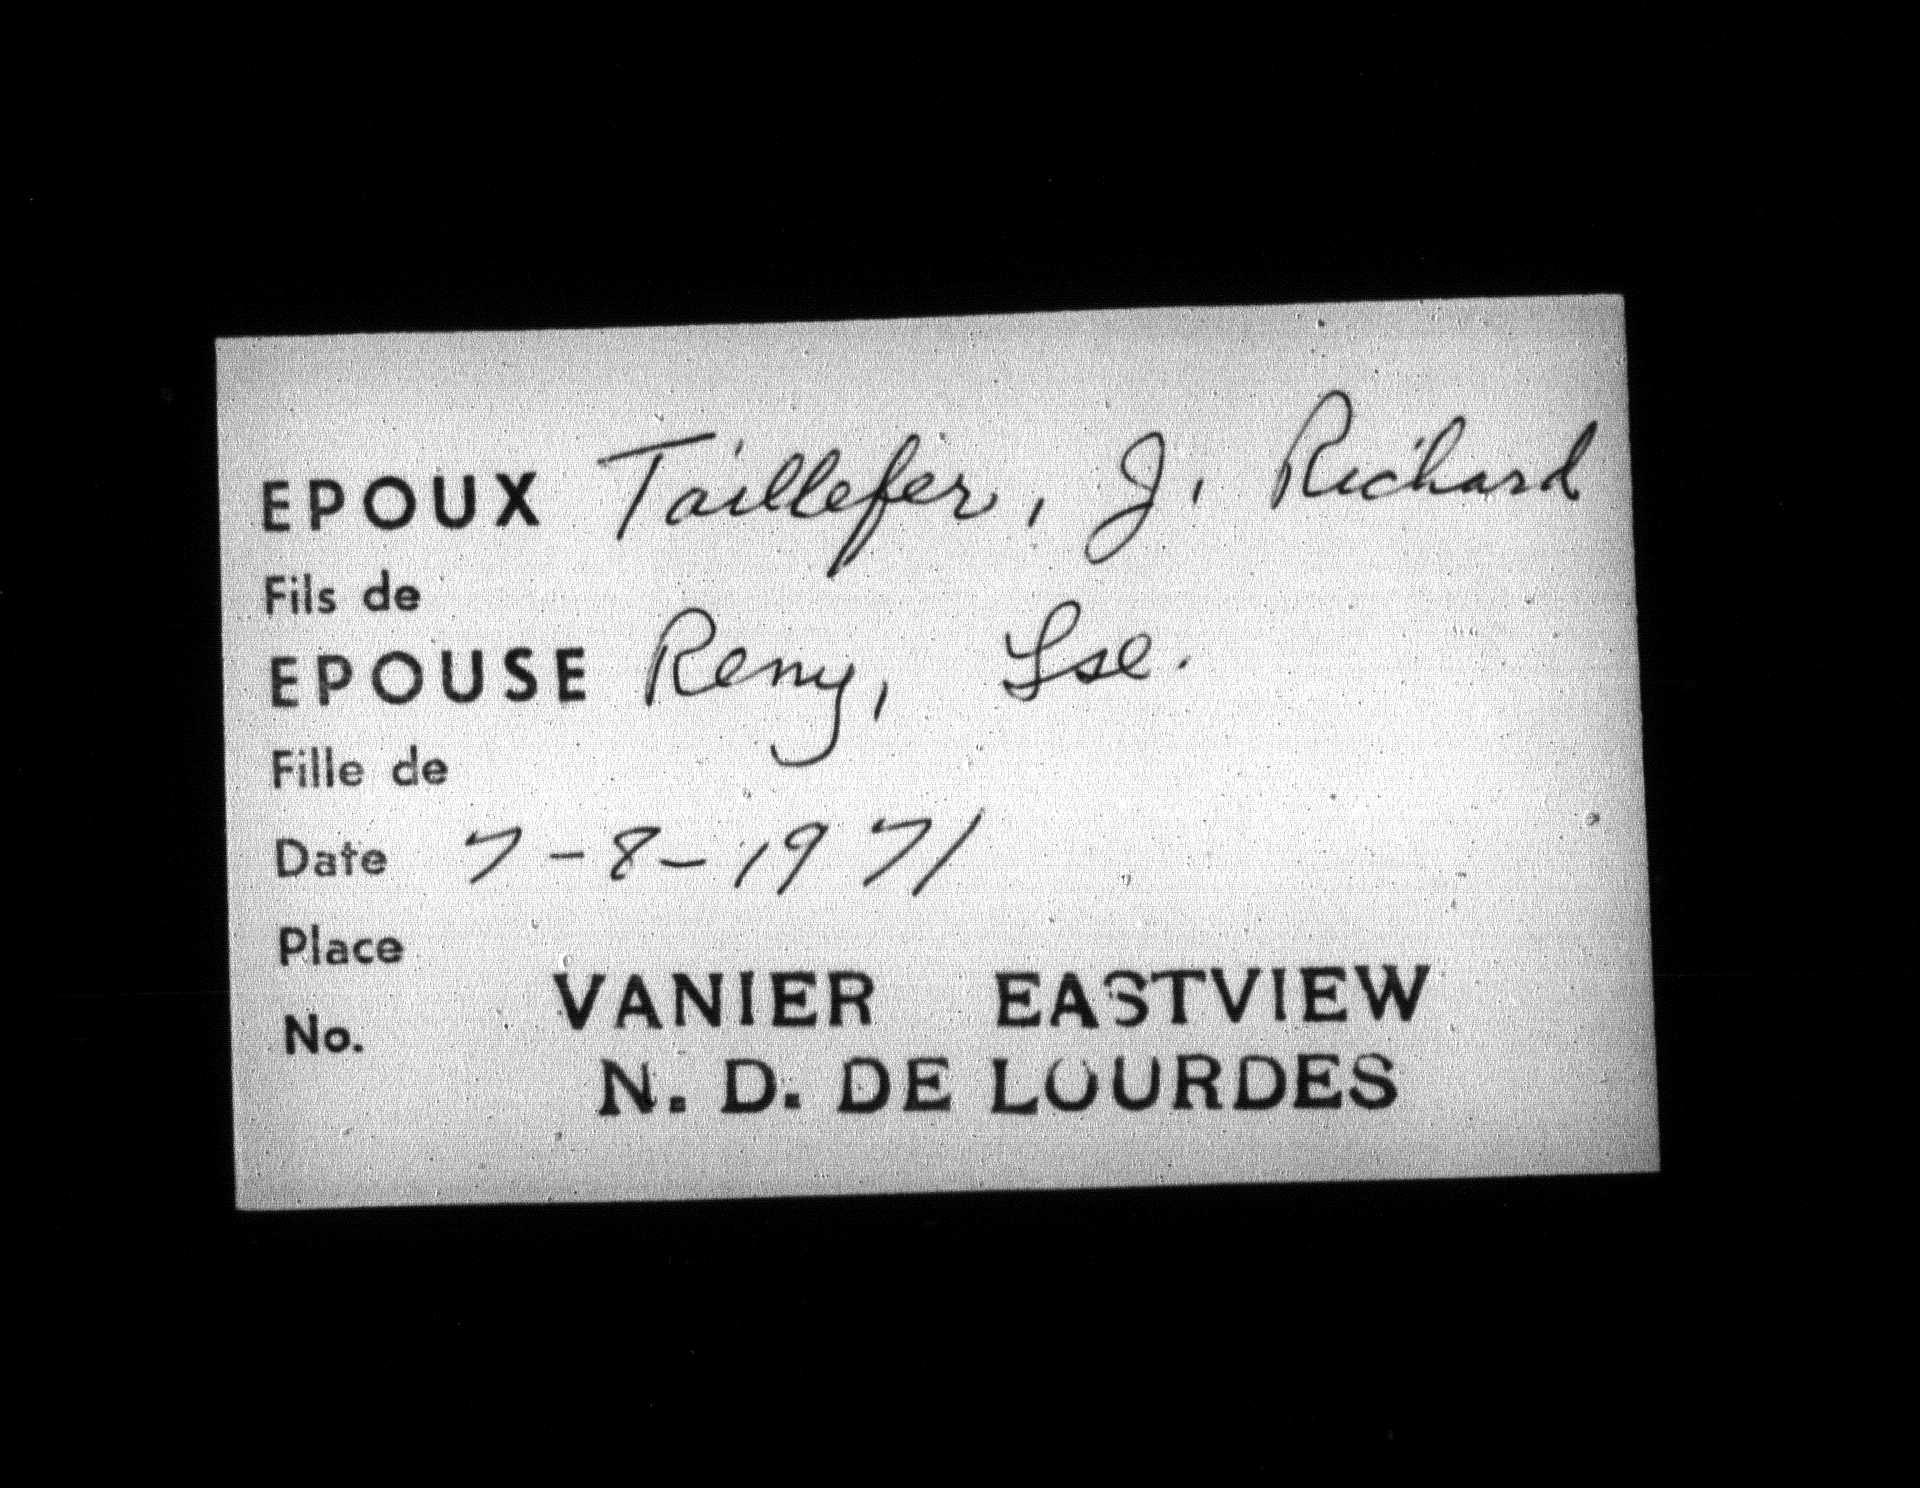 EPOUX Taillefer, J. Richard
Fils de
EPOUSE Remy, Lse.
Fille de
Date 7-8-1971
Place
No.
VANIER EASTVIEW
N. D. DE LOURDES